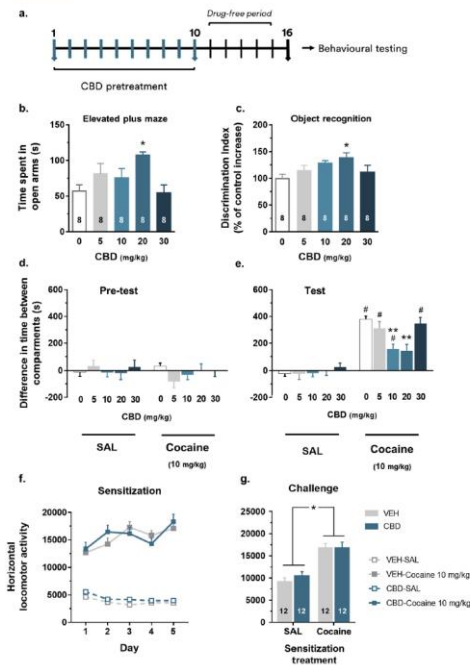 a.
Drug-free period
1 10 16
Behavioural testing
CBD pretreatment
b.
Elevated plus maze
Time spent in
open arms (s)
150
100
50
0
*
8 8 8 8 8
0 5 10 20 30
CBD (mg/kg)
c.
Object recognition
Discrimination index
(% of control increase)
200
150
100
50
0
*
8 8 8 8 8
0 5 10 20 30
CBD (mg/kg)
d.
Pre-test
Difference in time between
comparments (s)
600
400
200
0
-200
0 5 10 20 30 0 5 10 20 30
CBD (mg/kg)
SAL Cocaine
(10 mg/kg)
e.
Test
600
400
200
0
-200
# # ** # ** #
0 5 10 20 30 0 5 10 20 30
CBD (mg/kg)
SAL Cocaine
(10 mg/kg)
f.
Sensitization
Horizontal
locomotor activity
20000
15000
10000
5000
0
1 2 3 4 5
Day
g.
Challenge
25000
20000
15000
10000
5000
0
*
12 12 12 12
SAL Cocaine
Sensitization
treatment
VEH
CBD
VEH-SAL
VEH-Cocaine 10 mg/kg
CBD-SAL
CBD-Cocaine 10 mg/kg